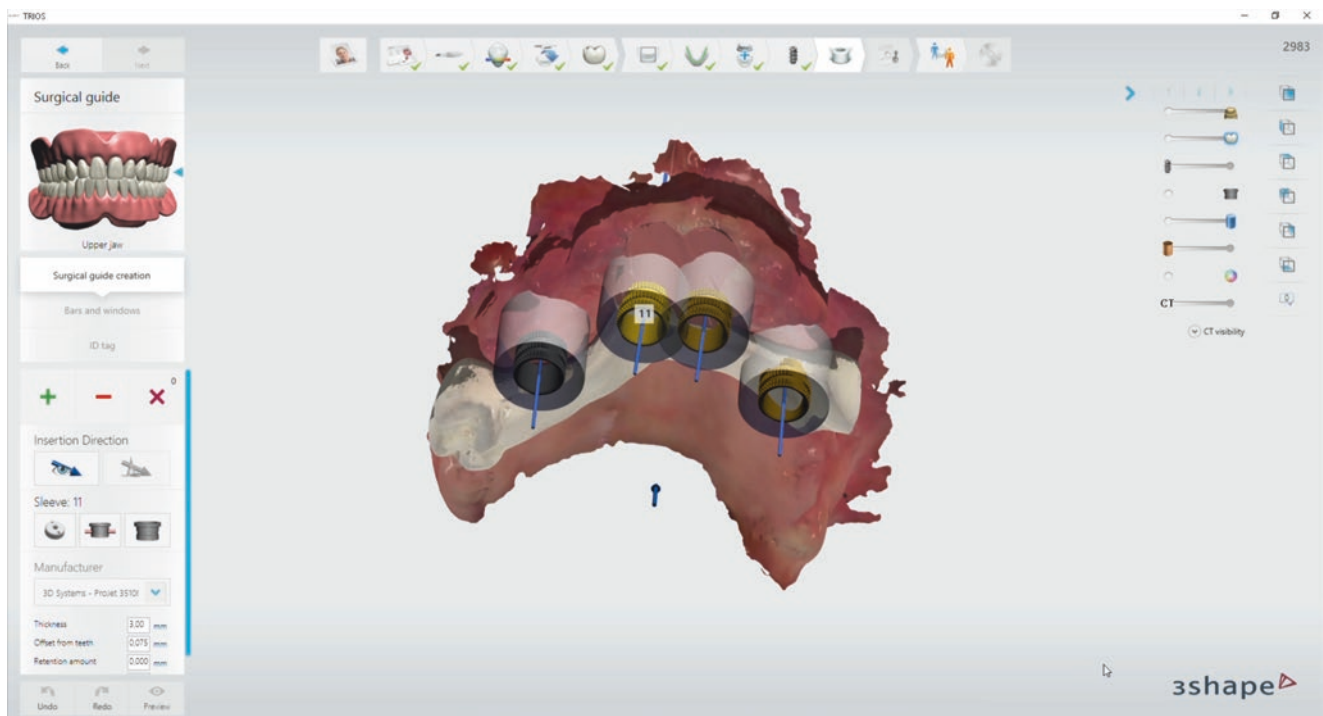 TRIOS
Back
Next
2983
Surgical guide
Upper jaw
Surgical guide creation
Bars and windows
ID tag
0
Insertion Direction
Sleeve: 11
Manufacturer
3D Systems - Projet 3510
Thickness 3,00 mm
Offset from teeth 0,075 mm
Retention amount 0,000 mm
Undo
Redo
Preview
11
CT
CT visibility
3shape